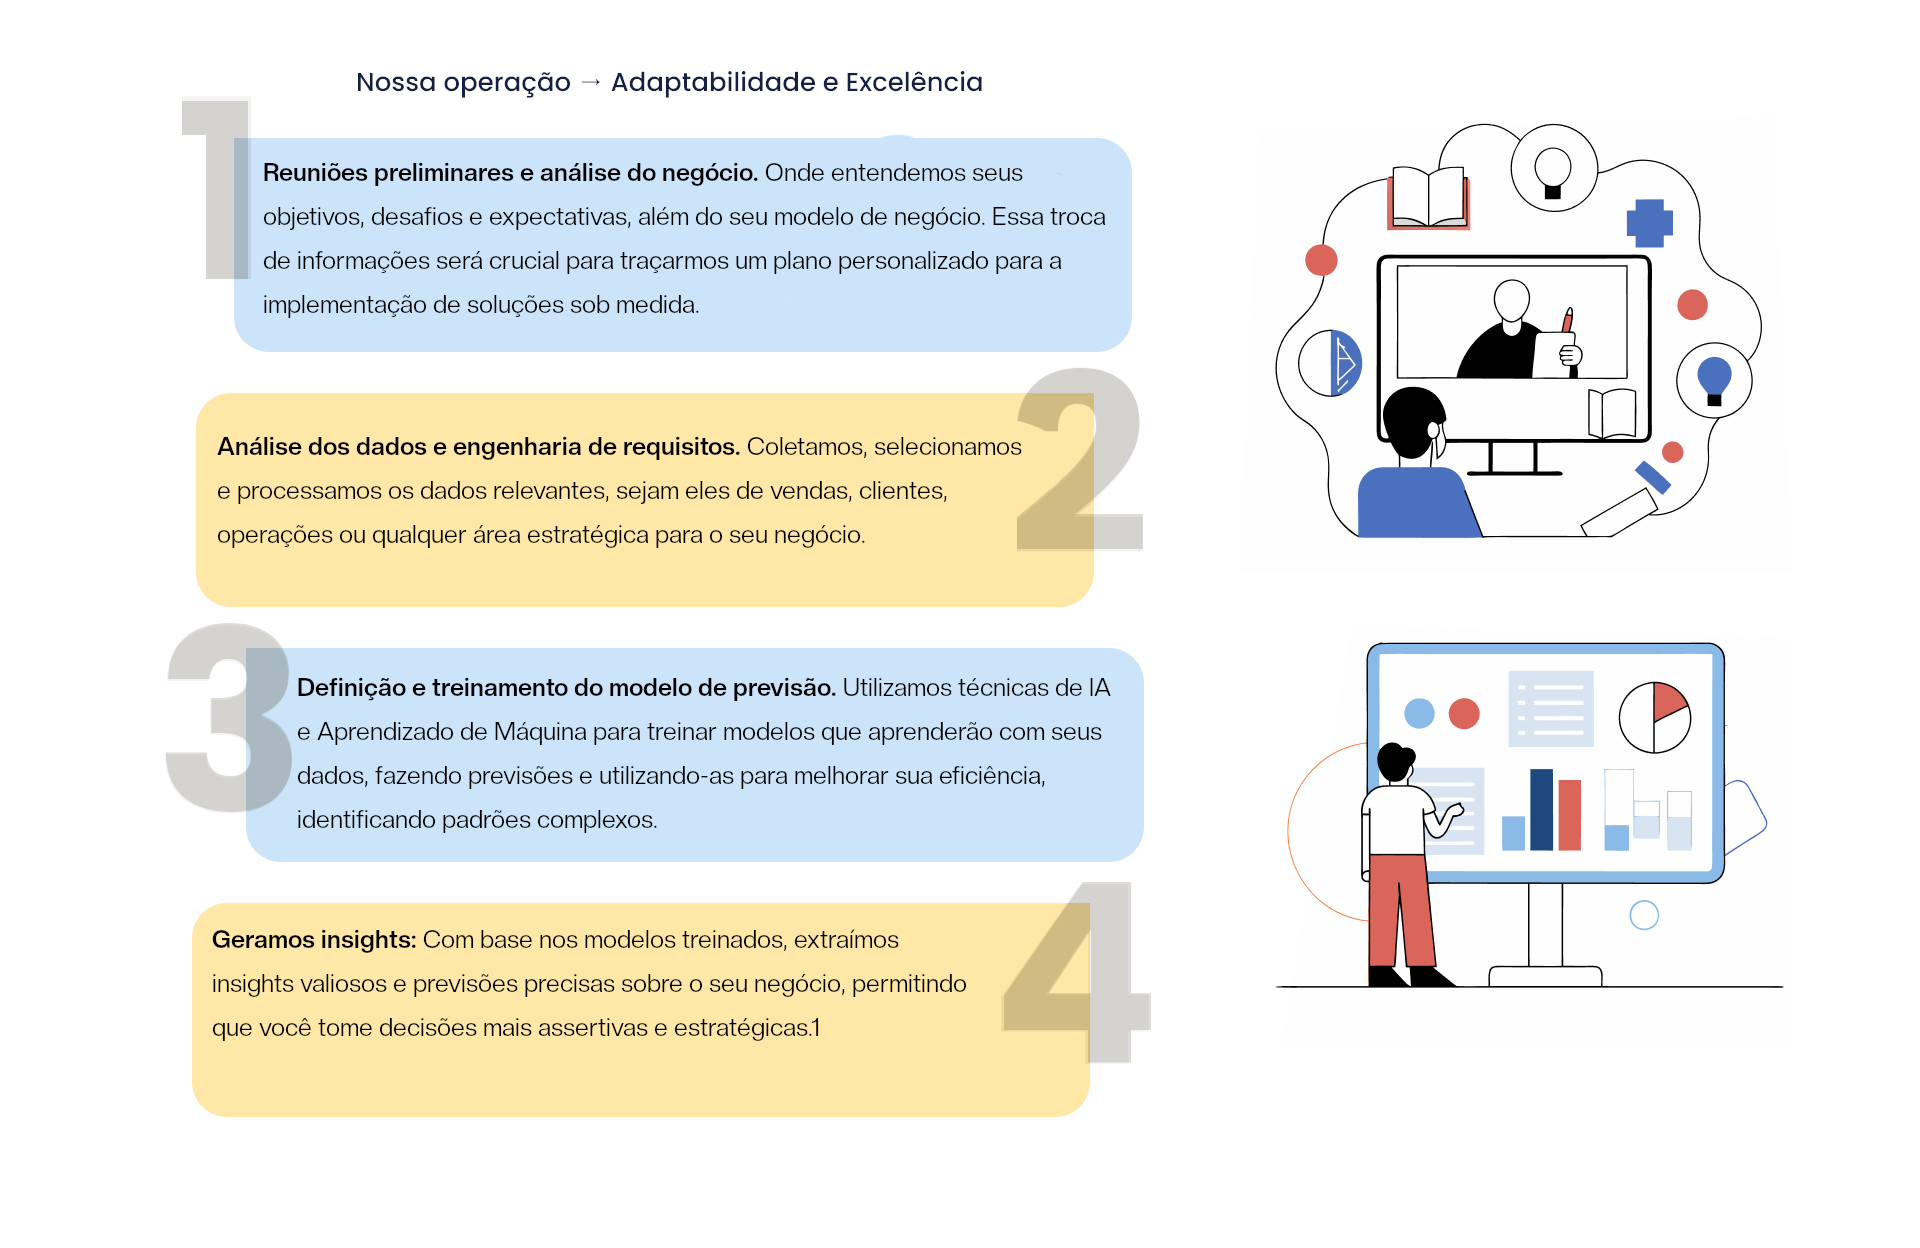 Nossa operação → Adaptabilidade e Excelência
1
Reuniões preliminares e análise do negócio. Onde entendemos seus
objetivos, desafios e expectativas, além do seu modelo de negócio. Essa troca
de informações será crucial para traçarmos um plano personalizado para a
implementação de soluções sob medida.
2
Análise dos dados e engenharia de requisitos. Coletamos, selecionamos
e processamos os dados relevantes, sejam eles de vendas, clientes,
operações ou qualquer área estratégica para o seu negócio.
3
Definição e treinamento do modelo de previsão. Utilizamos técnicas de IA
e Aprendizado de Máquina para treinar modelos que aprenderão com seus
dados, fazendo previsões e utilizando-as para melhorar sua eficiência,
identificando padrões complexos.
4
Geramos insights: Com base nos modelos treinados, extraímos
insights valiosos e previsões precisas sobre o seu negócio, permitindo
que você tome decisões mais assertivas e estratégicas.1